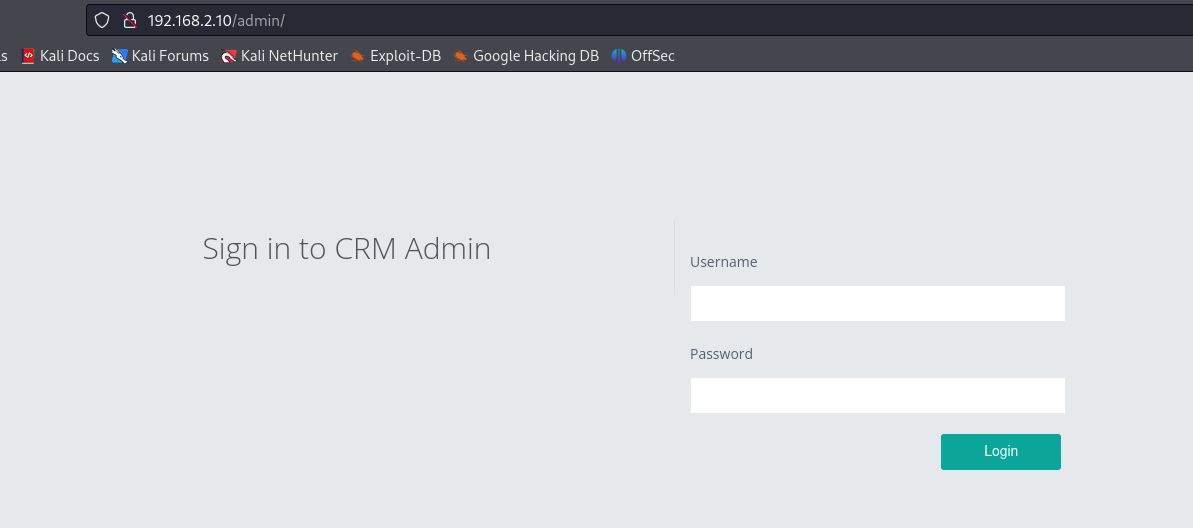 192.168.2.10/admin/
s Kali Docs Kali Forums Kali NetHunter Exploit-DB Google Hacking DB OffSec
Sign in to CRM Admin
Username
Password
Login